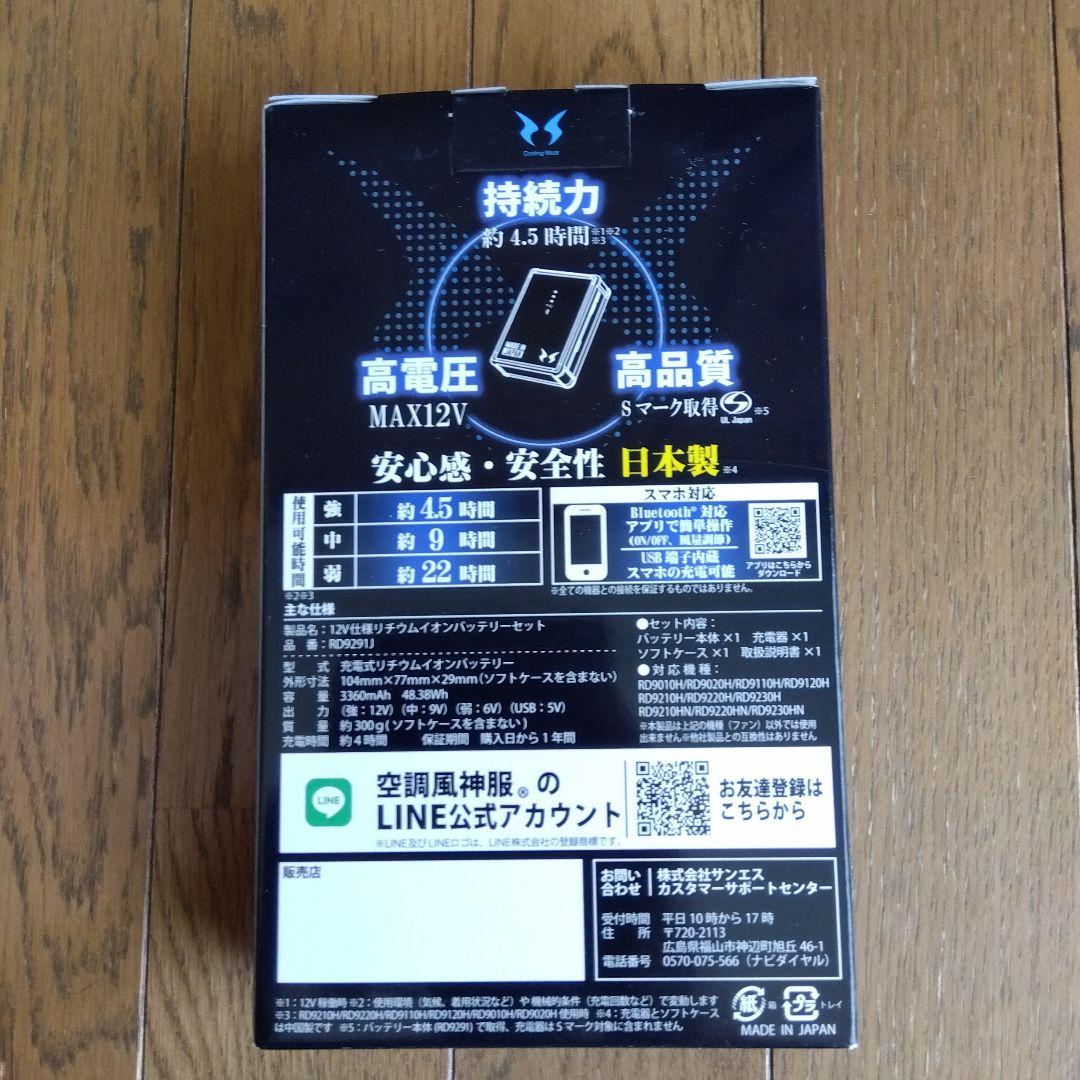 Cooling Wear
持続力
約4.5時間※1※2※3
MADE IN JAPAN
高電圧
MAX12V
高品質
Sマーク取得 ※5
UL Japan
安心感・安全性 日本製※4
使用可能時間
強 約4.5時間
中 約9時間
弱 約22時間
※2※3
スマホ対応
Bluetooth®対応
アプリで簡単操作
(ON/OFF、風量調節)
USB端子内蔵
スマホの充電可能
アプリはこちらから
ダウンロード
※全ての機器との接続を保証するものではありません。
主な仕様
製品名：12V仕様リチウムイオンバッテリーセット
品 番：RD9291J
型 式 充電式リチウムイオンバッテリー
外形寸法 104mm×77mm×29mm(ソフトケースを含まない)
容 量 3360mAh 48.38Wh
出 力 (強：12V)(中：9V)(弱：6V)(USB：5V)
質 量 約300g(ソフトケースを含まない)
充電時間 約4時間 保証期間 購入日から1年間
●セット内容：
バッテリー本体×1 充電器×1
ソフトケース×1 取扱説明書×1
●対応機種：
RD9010H/RD9020H/RD9110H/RD9120H
RD9210H/RD9220H/RD9230H
RD9210HN/RD9220HN/RD9230HN
※本製品は上記の機種(ファン)以外では使用
出来ません※他社製品との互換性はありません
LINE
空調風神服®の
LINE公式アカウント
※LINE及びLINEロゴは、LINE株式会社の登録商標です。
お友達登録は
こちらから
販売店
お問い合わせ
株式会社サンエス
カスタマーサポートセンター
受付時間 平日10時から17時
住 所 〒720-2113
広島県福山市神辺町旭丘46-1
電話番号 0570-075-566(ナビダイヤル)
※1：12V稼働時 ※2：使用環境(気候、着用状況など)や機械的条件(充電回数など)で変動します
※3：RD9210H/RD9220H/RD9110H/RD9120H/RD9010H/RD9020H使用時 ※4：充電器とソフトケース
は中国製です ※5：バッテリー本体(RD9291)で取得、充電器はSマーク対象に含まれません
紙 箱 プラ トレイ
MADE IN JAPAN